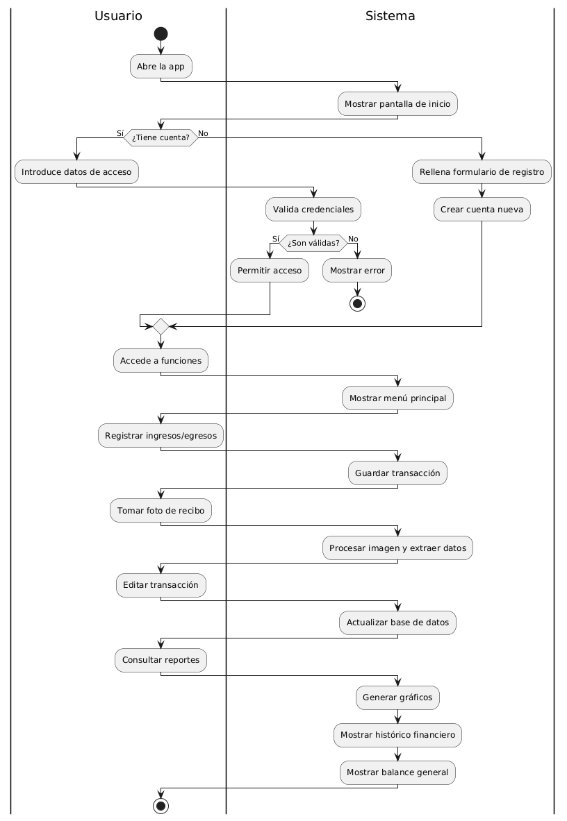 Usuario
Sistema
Abre la app
Mostrar pantalla de inicio
Sí
¿Tiene cuenta?
No
Introduce datos de acceso
Rellena formulario de registro
Valida credenciales
Crear cuenta nueva
Sí
¿Son válidas?
No
Permitir acceso
Mostrar error
Accede a funciones
Mostrar menú principal
Registrar ingresos/egresos
Guardar transacción
Tomar foto de recibo
Procesar imagen y extraer datos
Editar transacción
Actualizar base de datos
Consultar reportes
Generar gráficos
Mostrar histórico financiero
Mostrar balance general